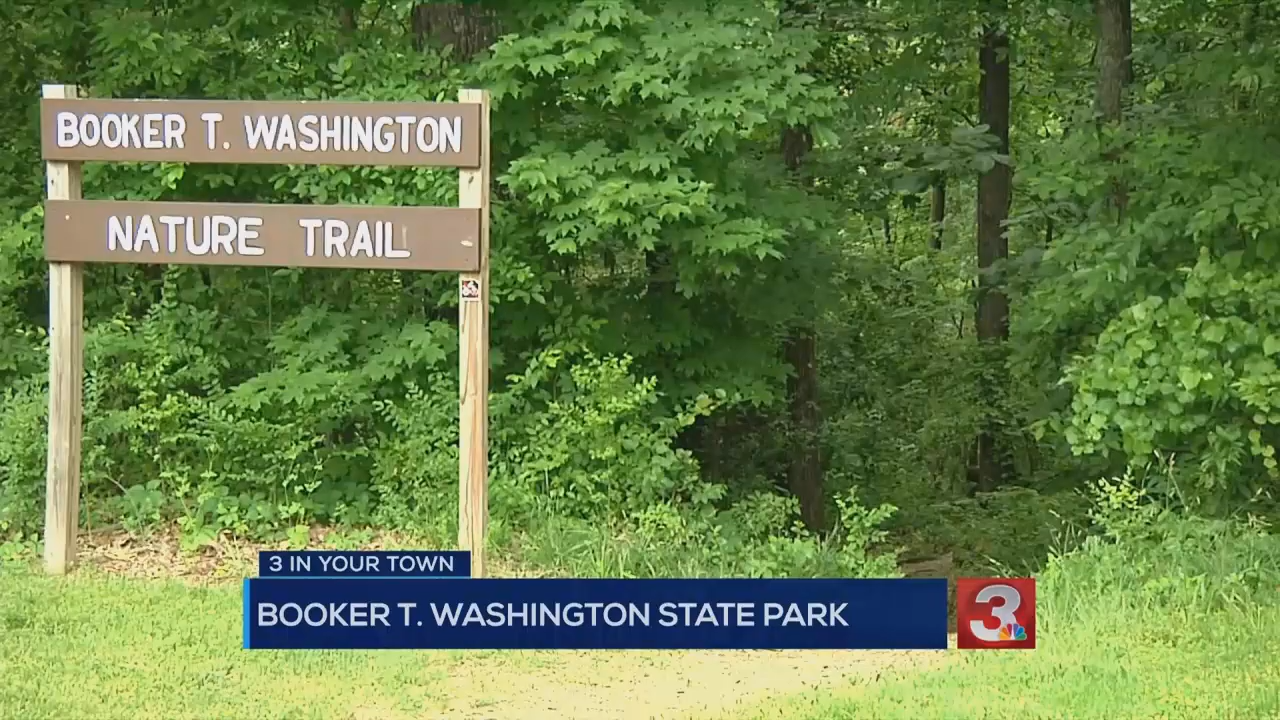 BOOKER T. WASHINGTON
NATURE TRAIL
3 IN YOUR TOWN
BOOKER T. WASHINGTON STATE PARK
3